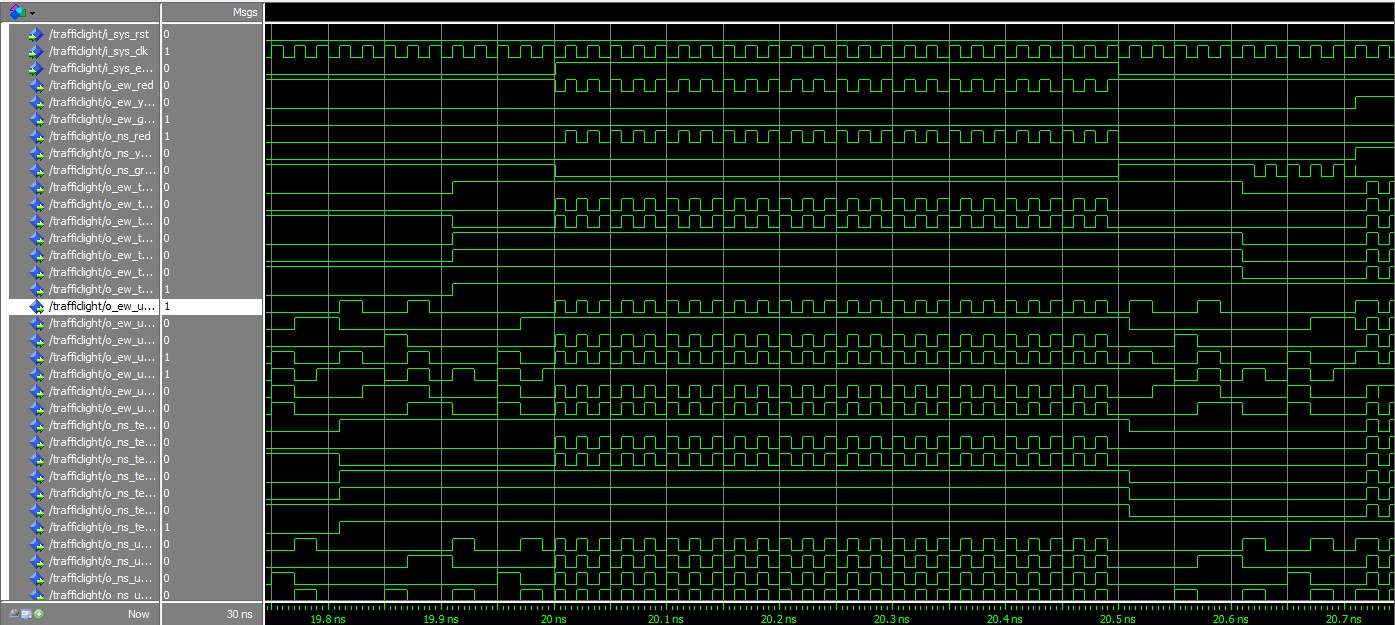 Msgs
/trafficlight/i_sys_rst 0
/trafficlight/i_sys_clk 1
/trafficlight/i_sys_e... 0
/trafficlight/o_ew_red 0
/trafficlight/o_ew_y... 0
/trafficlight/o_ew_g... 1
/trafficlight/o_ns_red 1
/trafficlight/o_ns_y... 0
/trafficlight/o_ns_gr... 0
/trafficlight/o_ew_t... 0
/trafficlight/o_ew_t... 0
/trafficlight/o_ew_t... 0
/trafficlight/o_ew_t... 0
/trafficlight/o_ew_t... 0
/trafficlight/o_ew_t... 0
/trafficlight/o_ew_t... 1
/trafficlight/o_ew_u... 1
/trafficlight/o_ew_u... 0
/trafficlight/o_ew_u... 0
/trafficlight/o_ew_u... 1
/trafficlight/o_ew_u... 1
/trafficlight/o_ew_u... 0
/trafficlight/o_ew_u... 0
/trafficlight/o_ns_te... 0
/trafficlight/o_ns_te... 0
/trafficlight/o_ns_te... 0
/trafficlight/o_ns_te... 0
/trafficlight/o_ns_te... 0
/trafficlight/o_ns_te... 0
/trafficlight/o_ns_te... 1
/trafficlight/o_ns_u... 0
/trafficlight/o_ns_u... 0
/trafficlight/o_ns_u... 0
/trafficlight/o_ns_u... 0
Now 30 ns 19.8 ns 19.9 ns 20 ns 20.1 ns 20.2 ns 20.3 ns 20.4 ns 20.5 ns 20.6 ns 20.7 ns